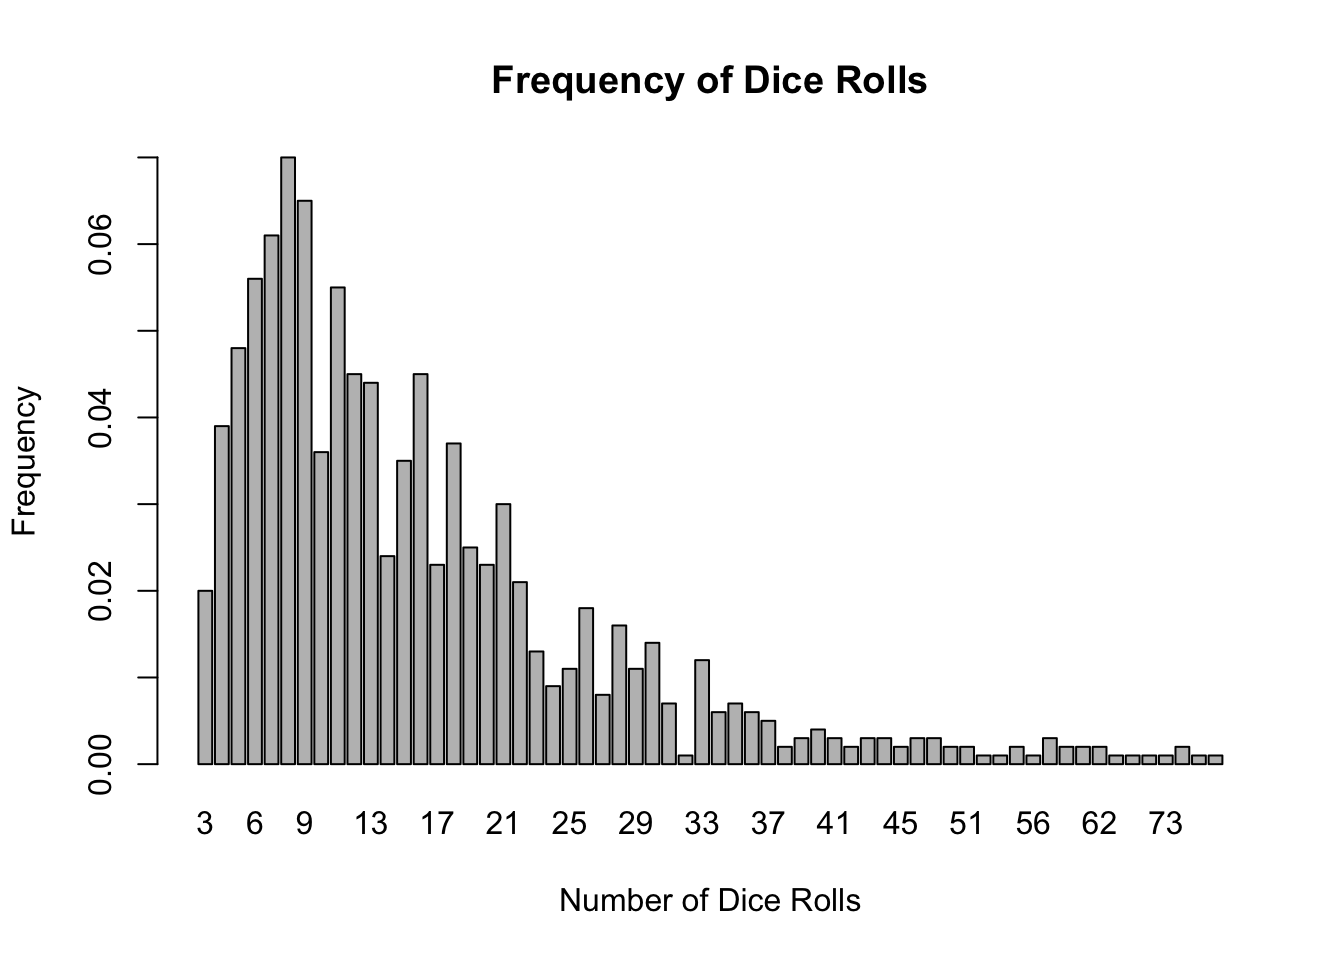 Frequency of Dice Rolls
Frequency
0.06
0.04
0.02
0.00
3 6 9 13 17 21 25 29 33 37 41 45 51 56 62 73
Number of Dice Rolls